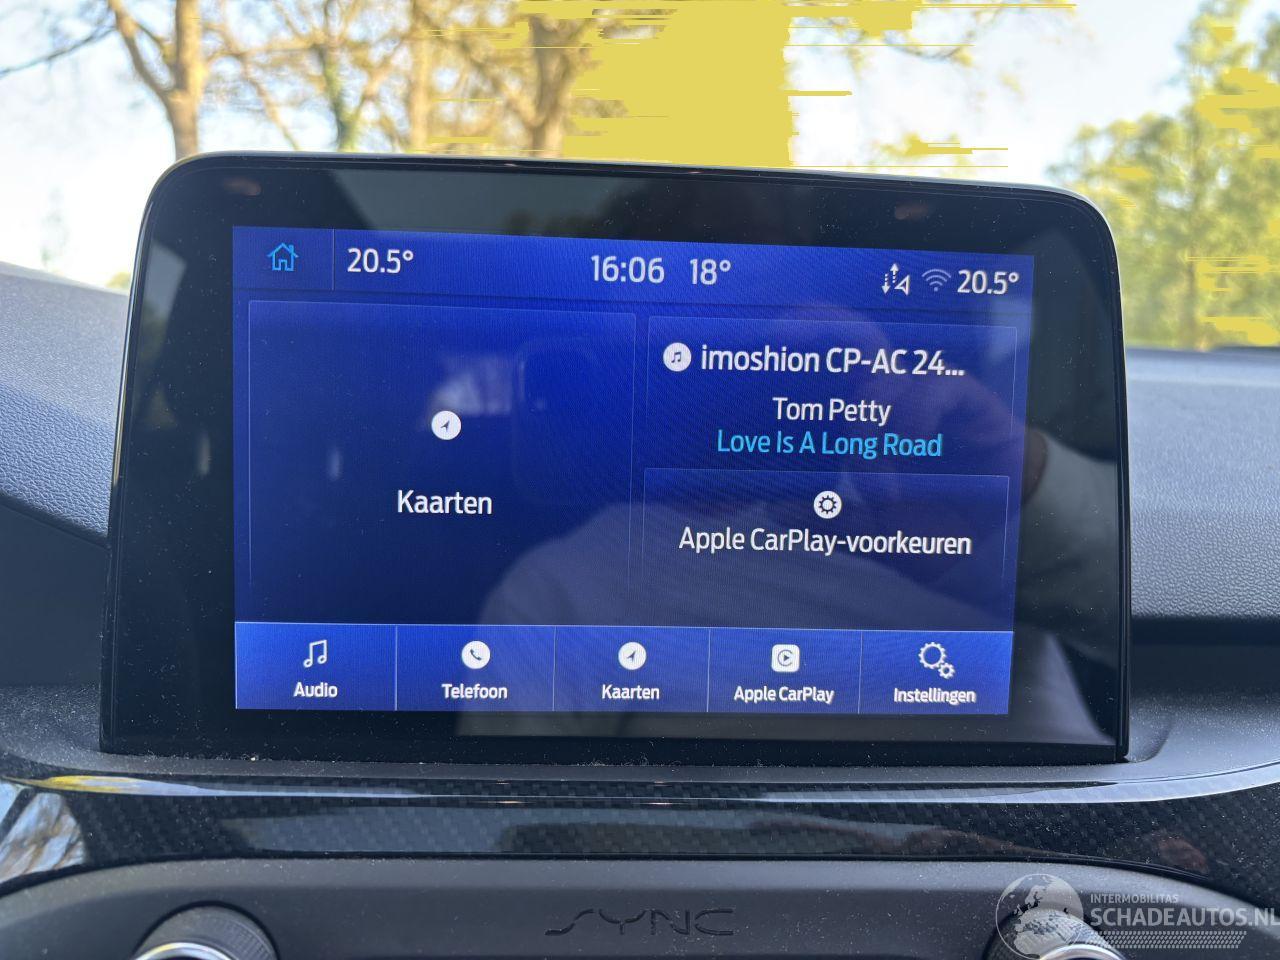 20.5° 16:06 18° 20.5°
imoshion CP-AC 24...
Tom Petty
Love Is A Long Road
Kaarten
Apple CarPlay-voorkeuren
Audio Telefoon Kaarten Apple CarPlay Instellingen
SYNC
INTERMOBILITAS
SCHADEAUTOS.NL